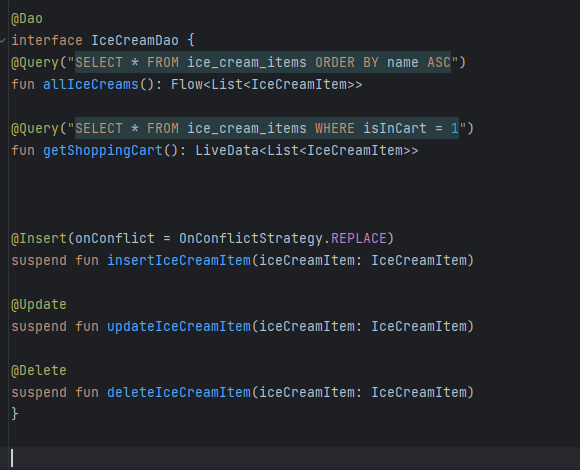 @Dao
interface IceCreamDao {
@Query("SELECT * FROM ice_cream_items ORDER BY name ASC")
fun allIceCreams(): Flow<List<IceCreamItem>>
@Query("SELECT * FROM ice_cream_items WHERE isInCart = 1")
fun getShoppingCart(): LiveData<List<IceCreamItem>>
@Insert(onConflict = OnConflictStrategy.REPLACE)
suspend fun insertIceCreamItem(iceCreamItem: IceCreamItem)
@Update
suspend fun updateIceCreamItem(iceCreamItem: IceCreamItem)
@Delete
suspend fun deleteIceCreamItem(iceCreamItem: IceCreamItem)
}